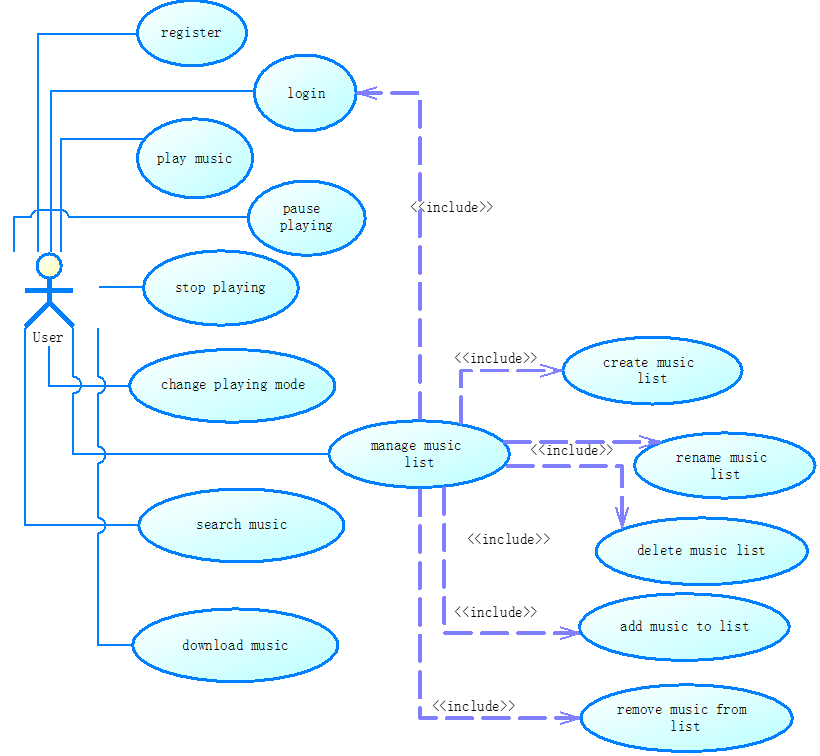 register
login
play music
<<include>>
pause
playing
stop playing
User
<<include>>
create music
list
change playing mode
manage music
list
<<include>>
rename music
list
search music
<<include>>
delete music list
<<include>>
add music to list
download music
<<include>>
remove music from
list